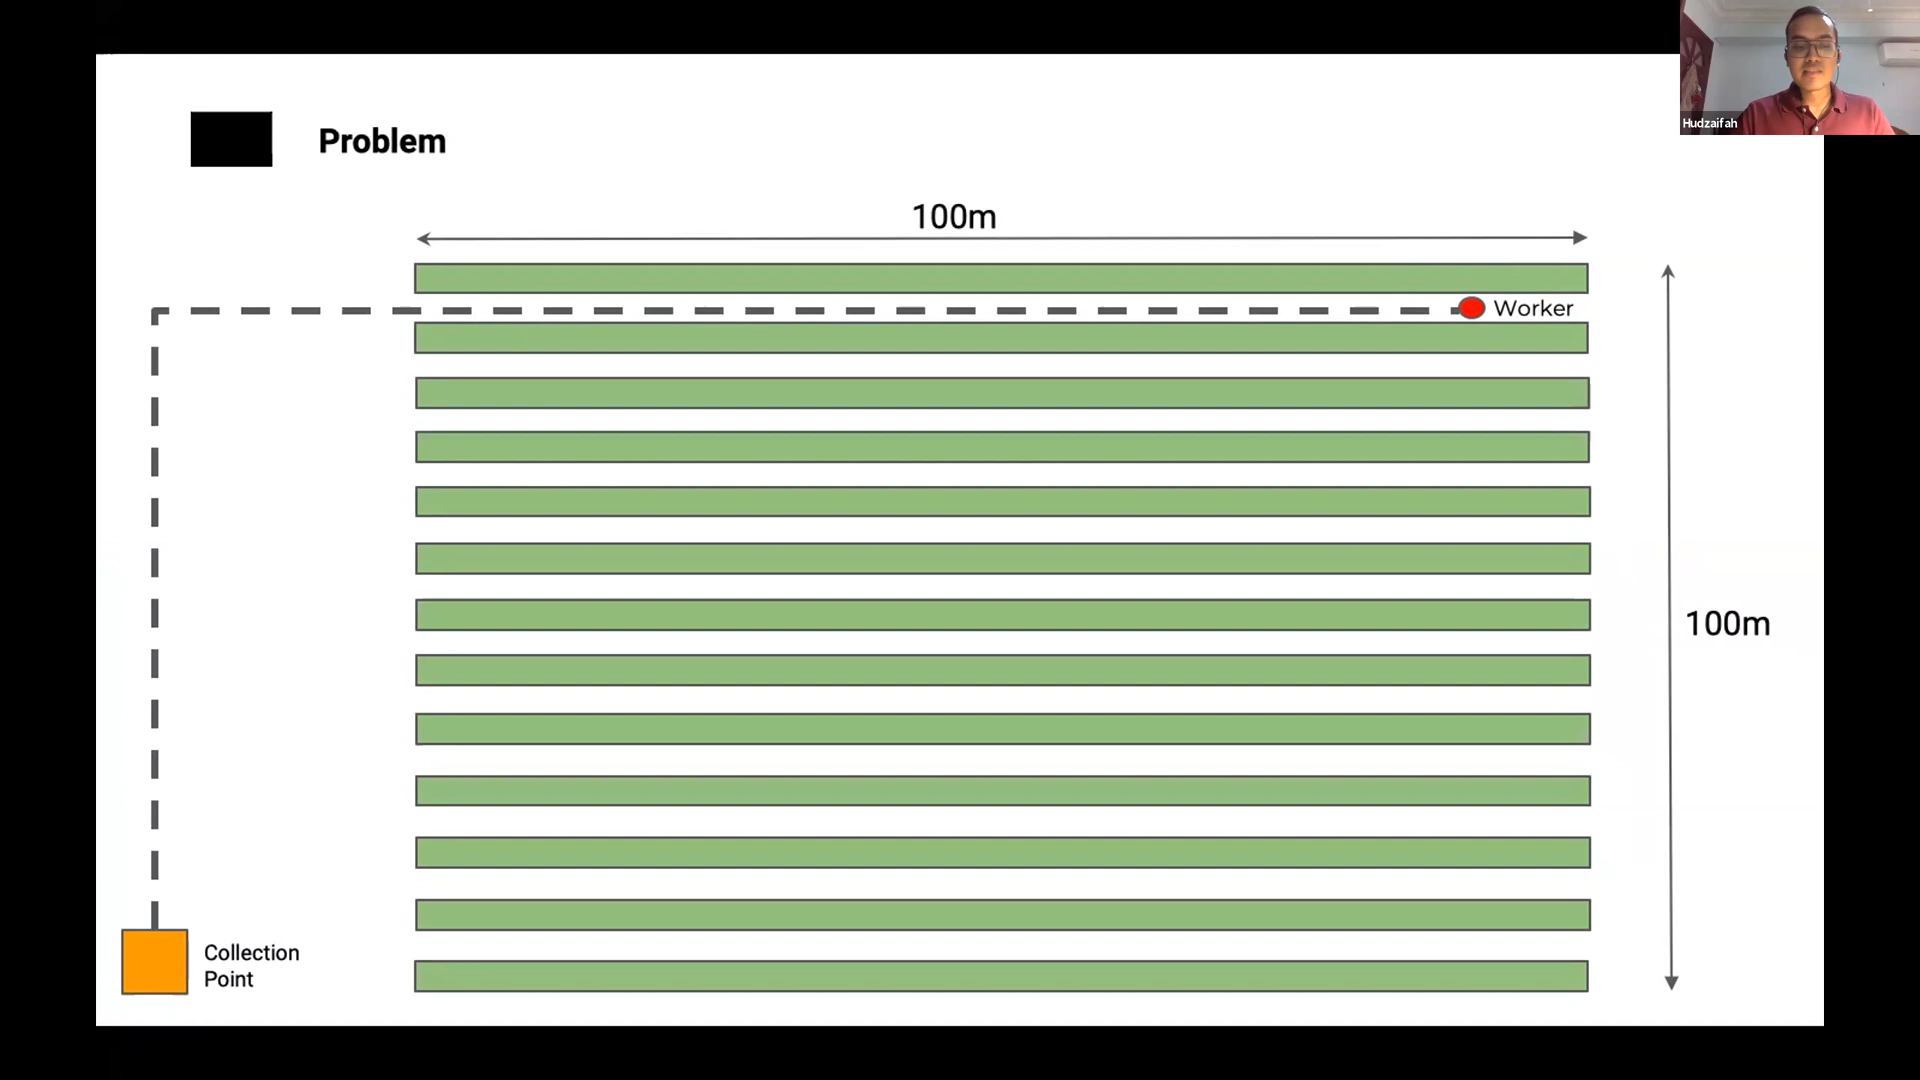 Hudzaifah
Problem
100m
Worker
100m
Collection
Point